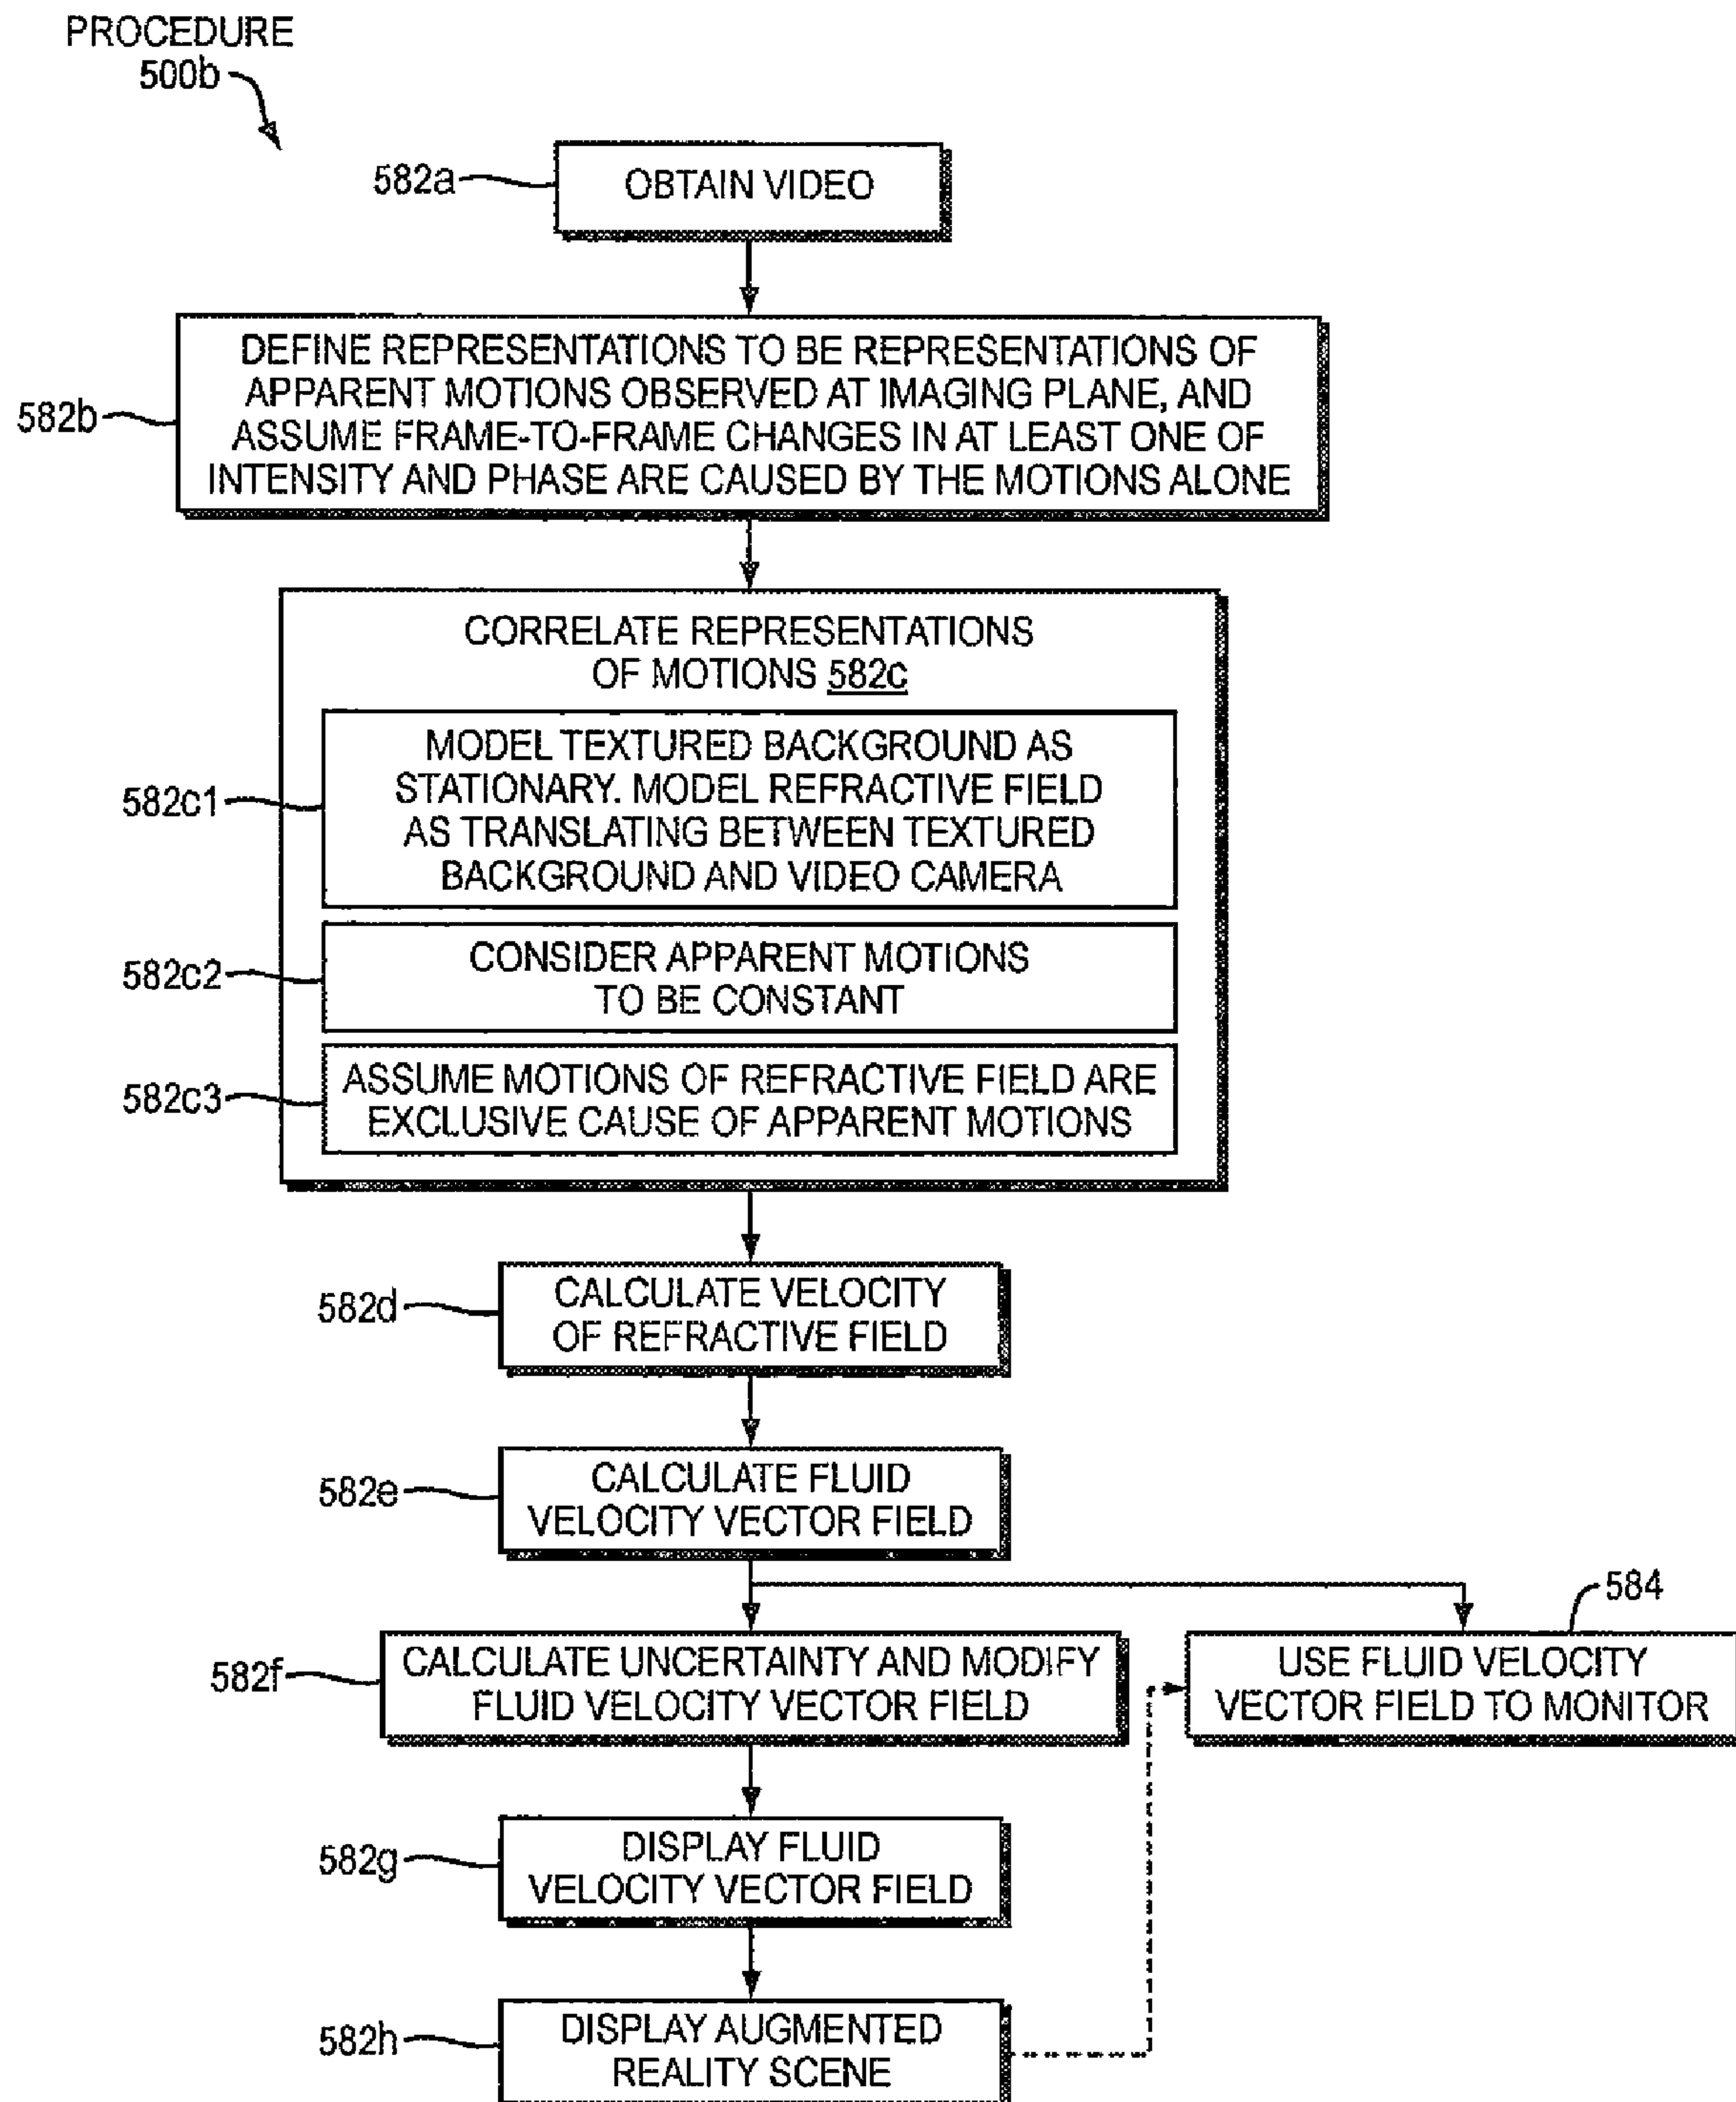 PROCEDURE
500b
582a
OBTAIN VIDEO
582b
DEFINE REPRESENTATIONS TO BE REPRESENTATIONS OF
APPARENT MOTIONS OBSERVED AT IMAGING PLANE, AND
ASSUME FRAME-TO-FRAME CHANGES IN AT LEAST ONE OF
INTENSITY AND PHASE ARE CAUSED BY THE MOTIONS ALONE
CORRELATE REPRESENTATIONS
OF MOTIONS 582c
582c1
MODEL TEXTURED BACKGROUND AS
STATIONARY. MODEL REFRACTIVE FIELD
AS TRANSLATING BETWEEN TEXTURED
BACKGROUND AND VIDEO CAMERA
582c2
CONSIDER APPARENT MOTIONS
TO BE CONSTANT
582c3
ASSUME MOTIONS OF REFRACTIVE FIELD ARE
EXCLUSIVE CAUSE OF APPARENT MOTIONS
582d
CALCULATE VELOCITY
OF REFRACTIVE FIELD
582e
CALCULATE FLUID
VELOCITY VECTOR FIELD
582f
CALCULATE UNCERTAINTY AND MODIFY
FLUID VELOCITY VECTOR FIELD
584
USE FLUID VELOCITY
VECTOR FIELD TO MONITOR
582g
DISPLAY FLUID
VELOCITY VECTOR FIELD
582h
DISPLAY AUGMENTED
REALITY SCENE